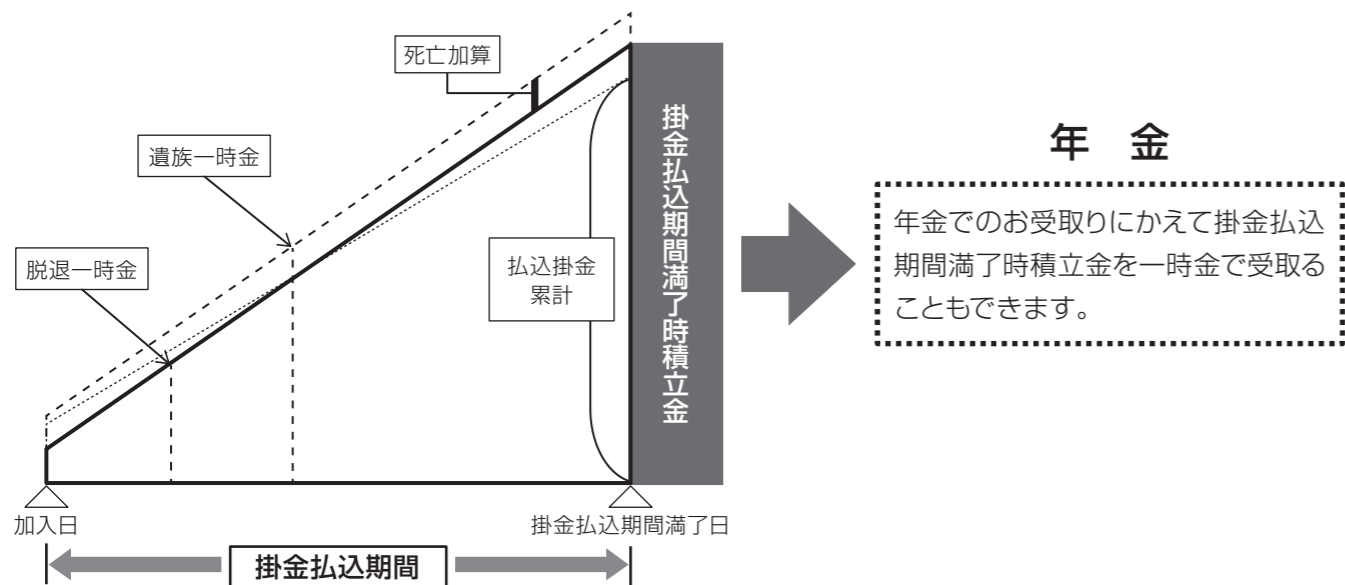 死亡加算
遺族一時金
脱退一時金
払込掛金
累計
掛金払込期間満了時積立金
年 金
年金でのお受取りにかえて掛金払込
期間満了時積立金を一時金で受取る
こともできます。
加入日
掛金払込期間満了日
掛金払込期間